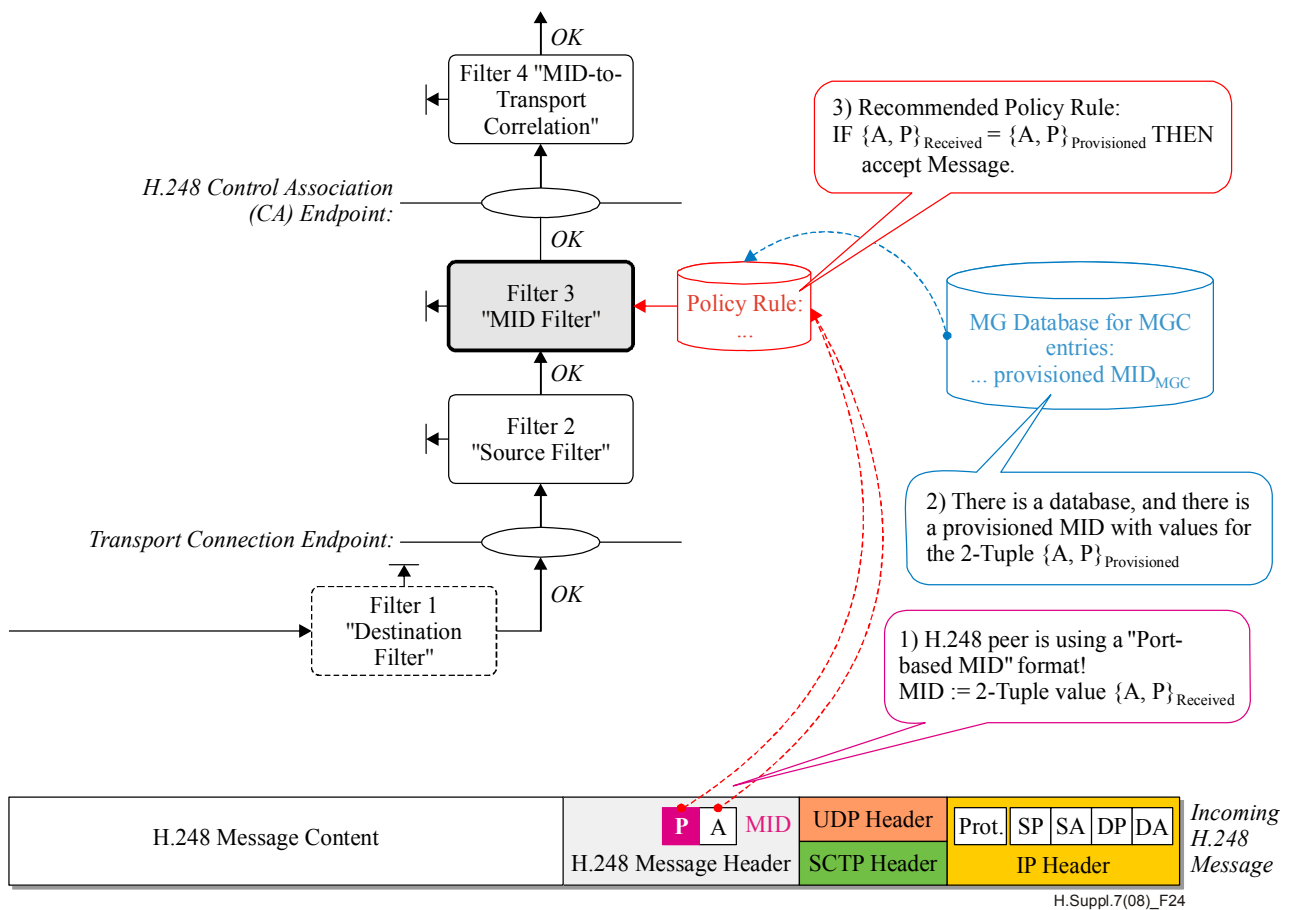 OK
Filter 4 "MID-to-
Transport
Correlation"
3) Recommended Policy Rule:
IF {A, P}Received = {A, P}Provisioned THEN
accept Message.
H.248 Control Association
(CA) Endpoint:
OK
Filter 3
"MID Filter"
Policy Rule:
...
MG Database for MGC
entries:
... provisioned MIDMGC
OK
Filter 2
"Source Filter"
2) There is a database, and there is
a provisioned MID with values for
the 2-Tuple {A, P}Provisioned
Transport Connection Endpoint:
OK
Filter 1
"Destination
Filter"
1) H.248 peer is using a "Port-
based MID" format!
MID := 2-Tuple value {A, P}Received
H.248 Message Content
P A MID
H.248 Message Header
UDP Header
SCTP Header
Prot. SP SA DP DA
IP Header
Incoming
H.248
Message
H.Suppl.7(08)_F24